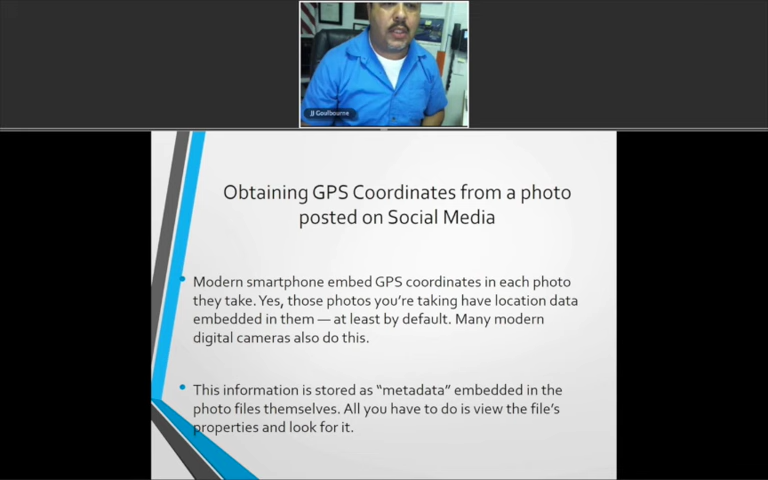 JJ Goulbourne
Obtaining GPS Coordinates from a photo
posted on Social Media
Modern smartphone embed GPS coordinates in each photo
they take. Yes, those photos you’re taking have location data
embedded in them — at least by default. Many modern
digital cameras also do this.
This information is stored as “metadata” embedded in the
photo files themselves. All you have to do is view the file’s
properties and look for it.